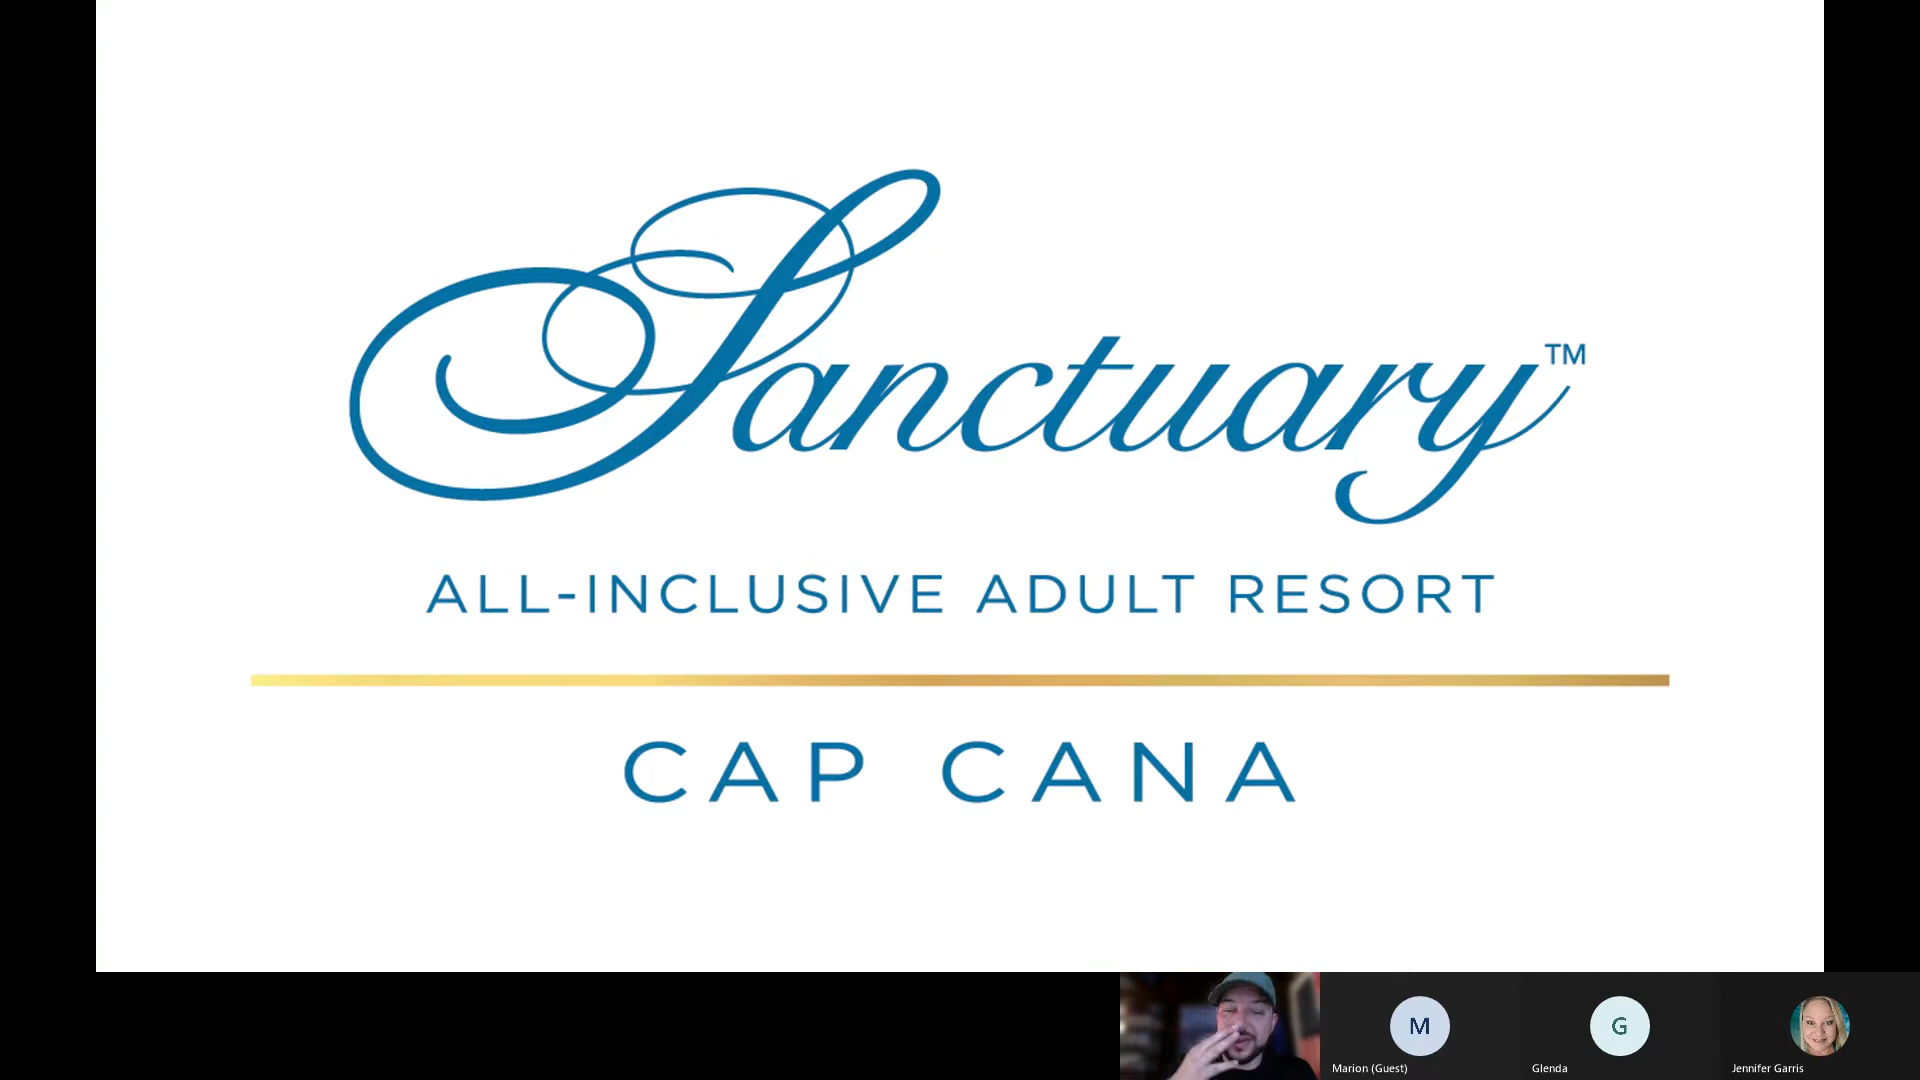 Sanctuary™
ALL-INCLUSIVE ADULT RESORT
CAP CANA
M
G
Marion (Guest)
Glenda
Jennifer Garris